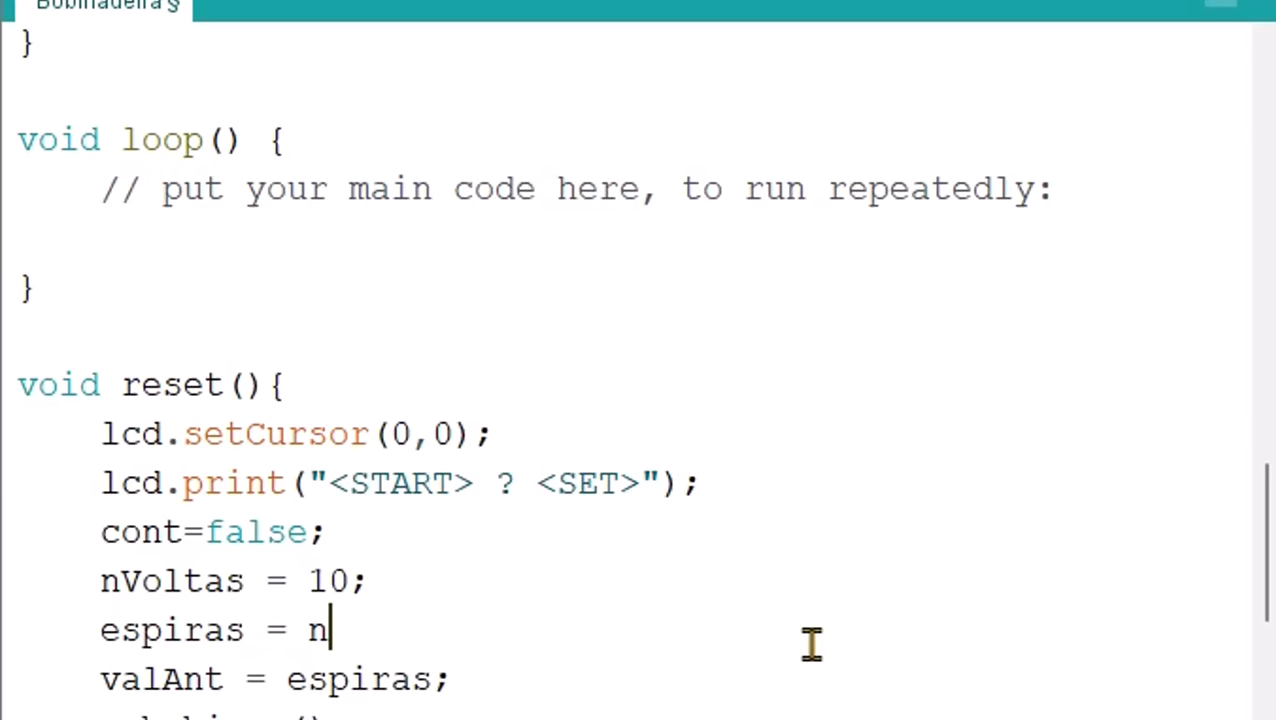 Bobinadeira §
}
void loop() {
// put your main code here, to run repeatedly:
}
void reset(){
lcd.setCursor(0,0);
lcd.print("<START> ? <SET>");
cont=false;
nVoltas = 10;
espiras = n
valAnt = espiras;